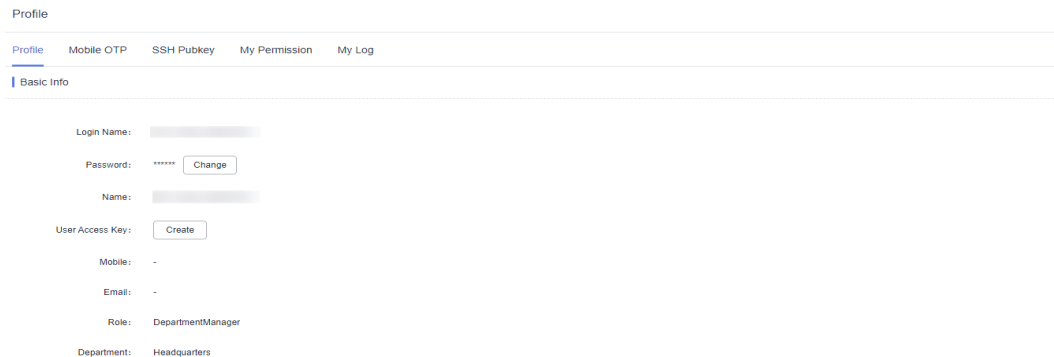 Profile
Profile Mobile OTP SSH Pubkey My Permission My Log
Basic Info
Login Name:
Password: ****** Change
Name:
User Access Key: Create
Mobile: -
Email: -
Role: DepartmentManager
Department: Headquarters